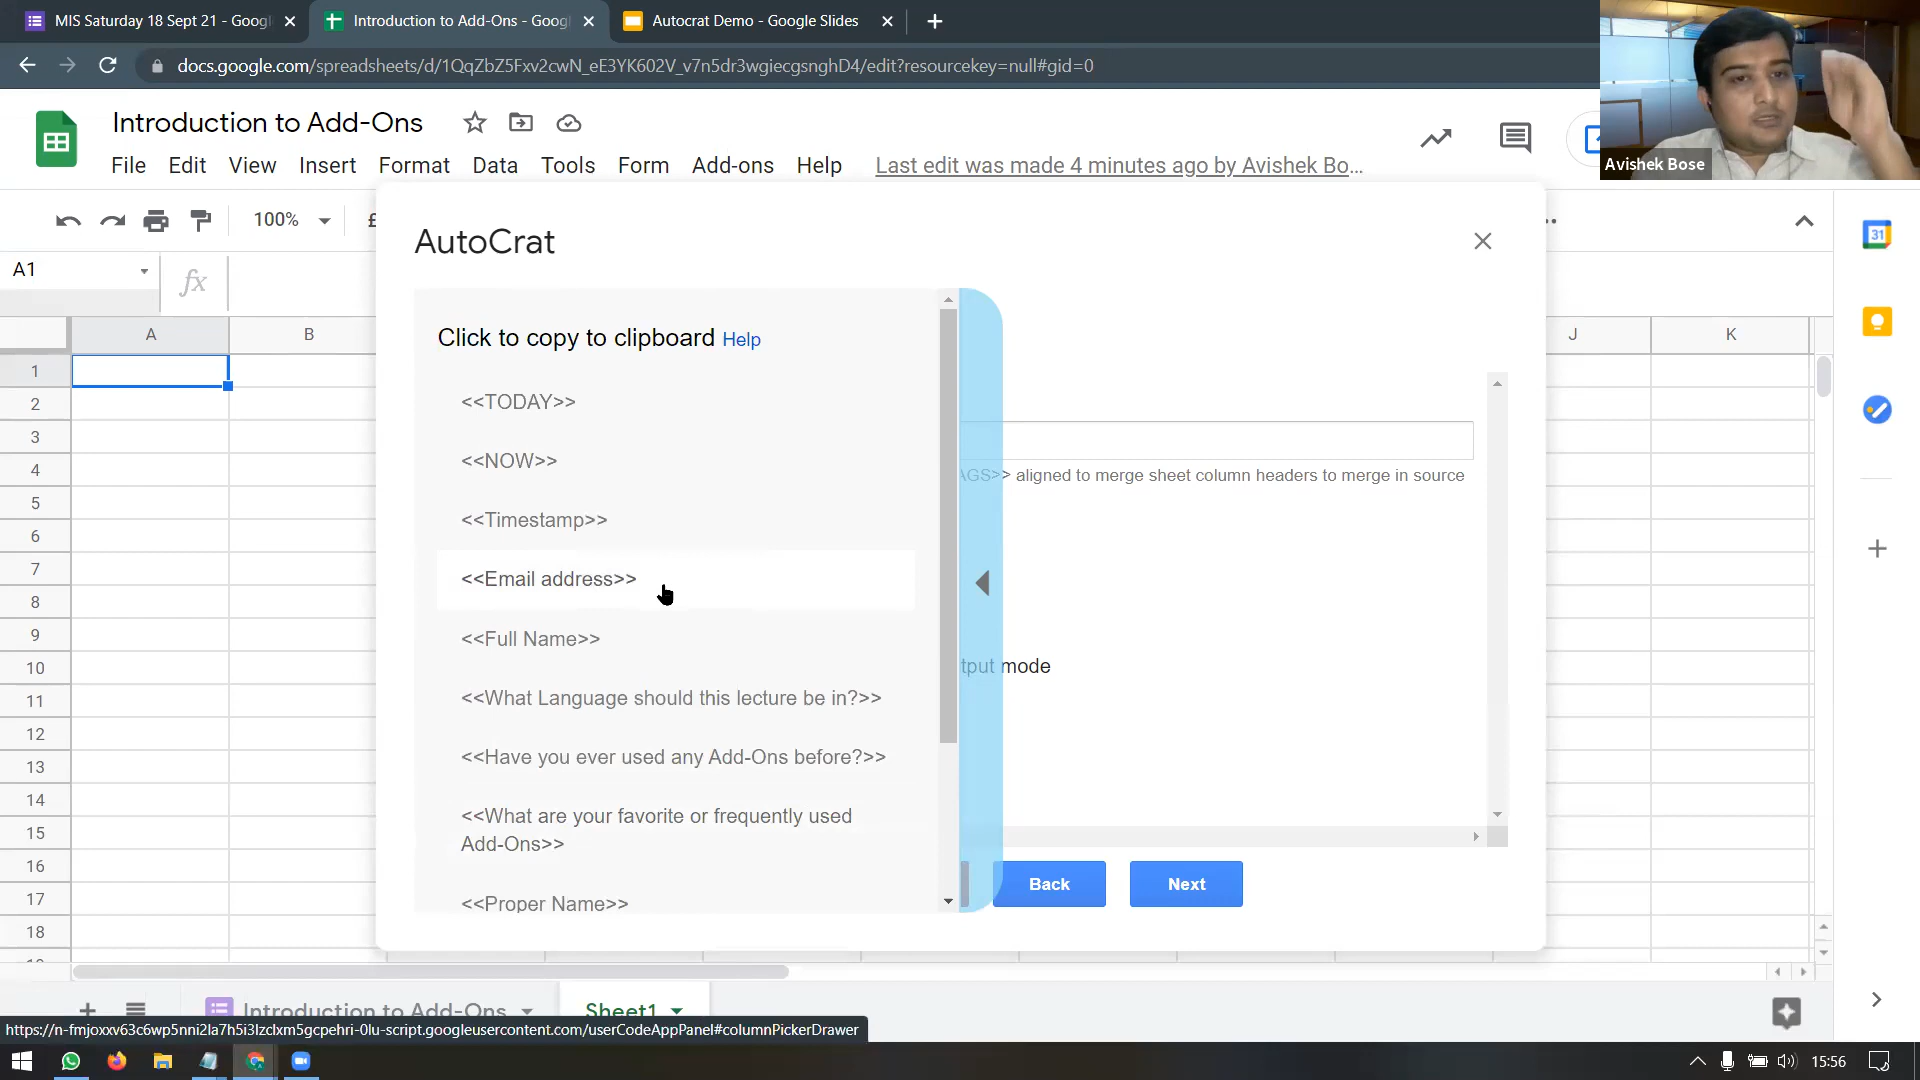 MIS Saturday 18 Sept 21 - Googl
Introduction to Add-Ons - Goog
Autocrat Demo - Google Slides
docs.google.com/spreadsheets/d/1QqZbZ5Fxv2cwN_eE3YK602V_v7n5dr3wgiecgsnghD4/edit?resourcekey=null#gid=0
Avishek Bose
Introduction to Add-Ons
File Edit View Insert Format Data Tools Form Add-ons Help Last edit was made 4 minutes ago by Avishek Bo...
100% £
A1 fx
31
AutoCrat
Click to copy to clipboard Help
<<TODAY>>
<<NOW>>
<<Timestamp>>
<<Email address>>
<<Full Name>>
<<What Language should this lecture be in?>>
<<Have you ever used any Add-Ons before?>>
<<What are your favorite or frequently used
Add-Ons>>
<<Proper Name>>
AGS>> aligned to merge sheet column headers to merge in source
tput mode
Back Next
A B J K
1
2
3
4
5
6
7
8
9
10
11
12
13
14
15
16
17
18
Introduction to Add-Ons Sheet1
https://n-fmjoxxv63c6wp5nni2la7h5i3lzclxm5gcpehri-0lu-script.googleusercontent.com/userCodeAppPanel#columnPickerDrawer
15:56